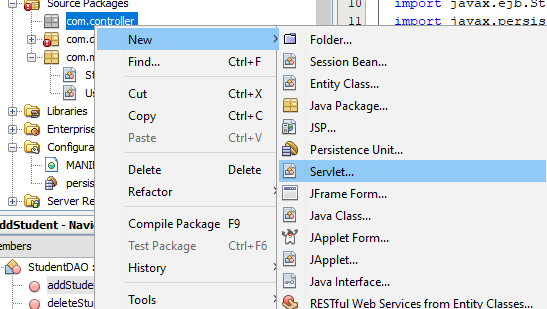 Source Packages
com.controller
com.d
com.m
St
Us
Libraries
Enterprise
Configura
MANI
persis
Server Re
ddStudent - Navi
embers
StudentDAO :
addStude
deleteStu
New
Find... Ctrl+F
Cut Ctrl+X
Copy Ctrl+C
Paste Ctrl+V
Delete Delete
Refactor
Compile Package F9
Test Package Ctrl+F6
History
Tools
Folder...
Session Bean...
Entity Class...
Java Package...
JSP...
Persistence Unit...
Servlet...
JFrame Form...
Java Class...
JApplet Form...
JApplet...
Java Interface...
RESTful Web Services from Entity Classes...
10 import javax.ejb.St
11 import javax.persis